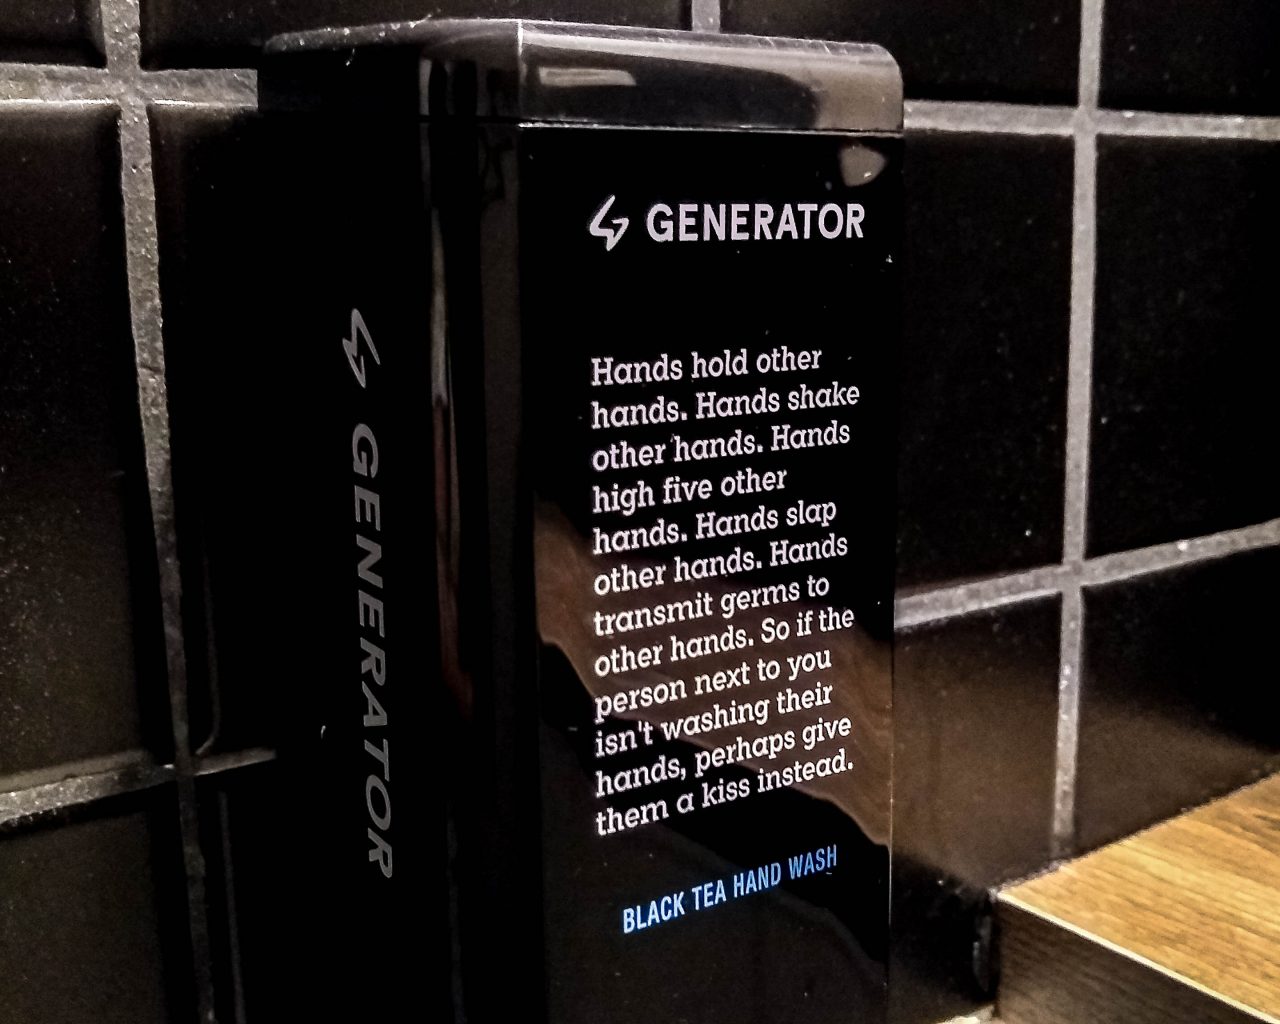 GENERATOR
GENERATOR
Hands hold other
hands. Hands shake
other hands. Hands
high five other
hands. Hands slap
other hands. Hands
transmit germs to
other hands. So if the
person next to you
isn't washing their
hands, perhaps give
them a kiss instead.
BLACK TEA HAND WASH